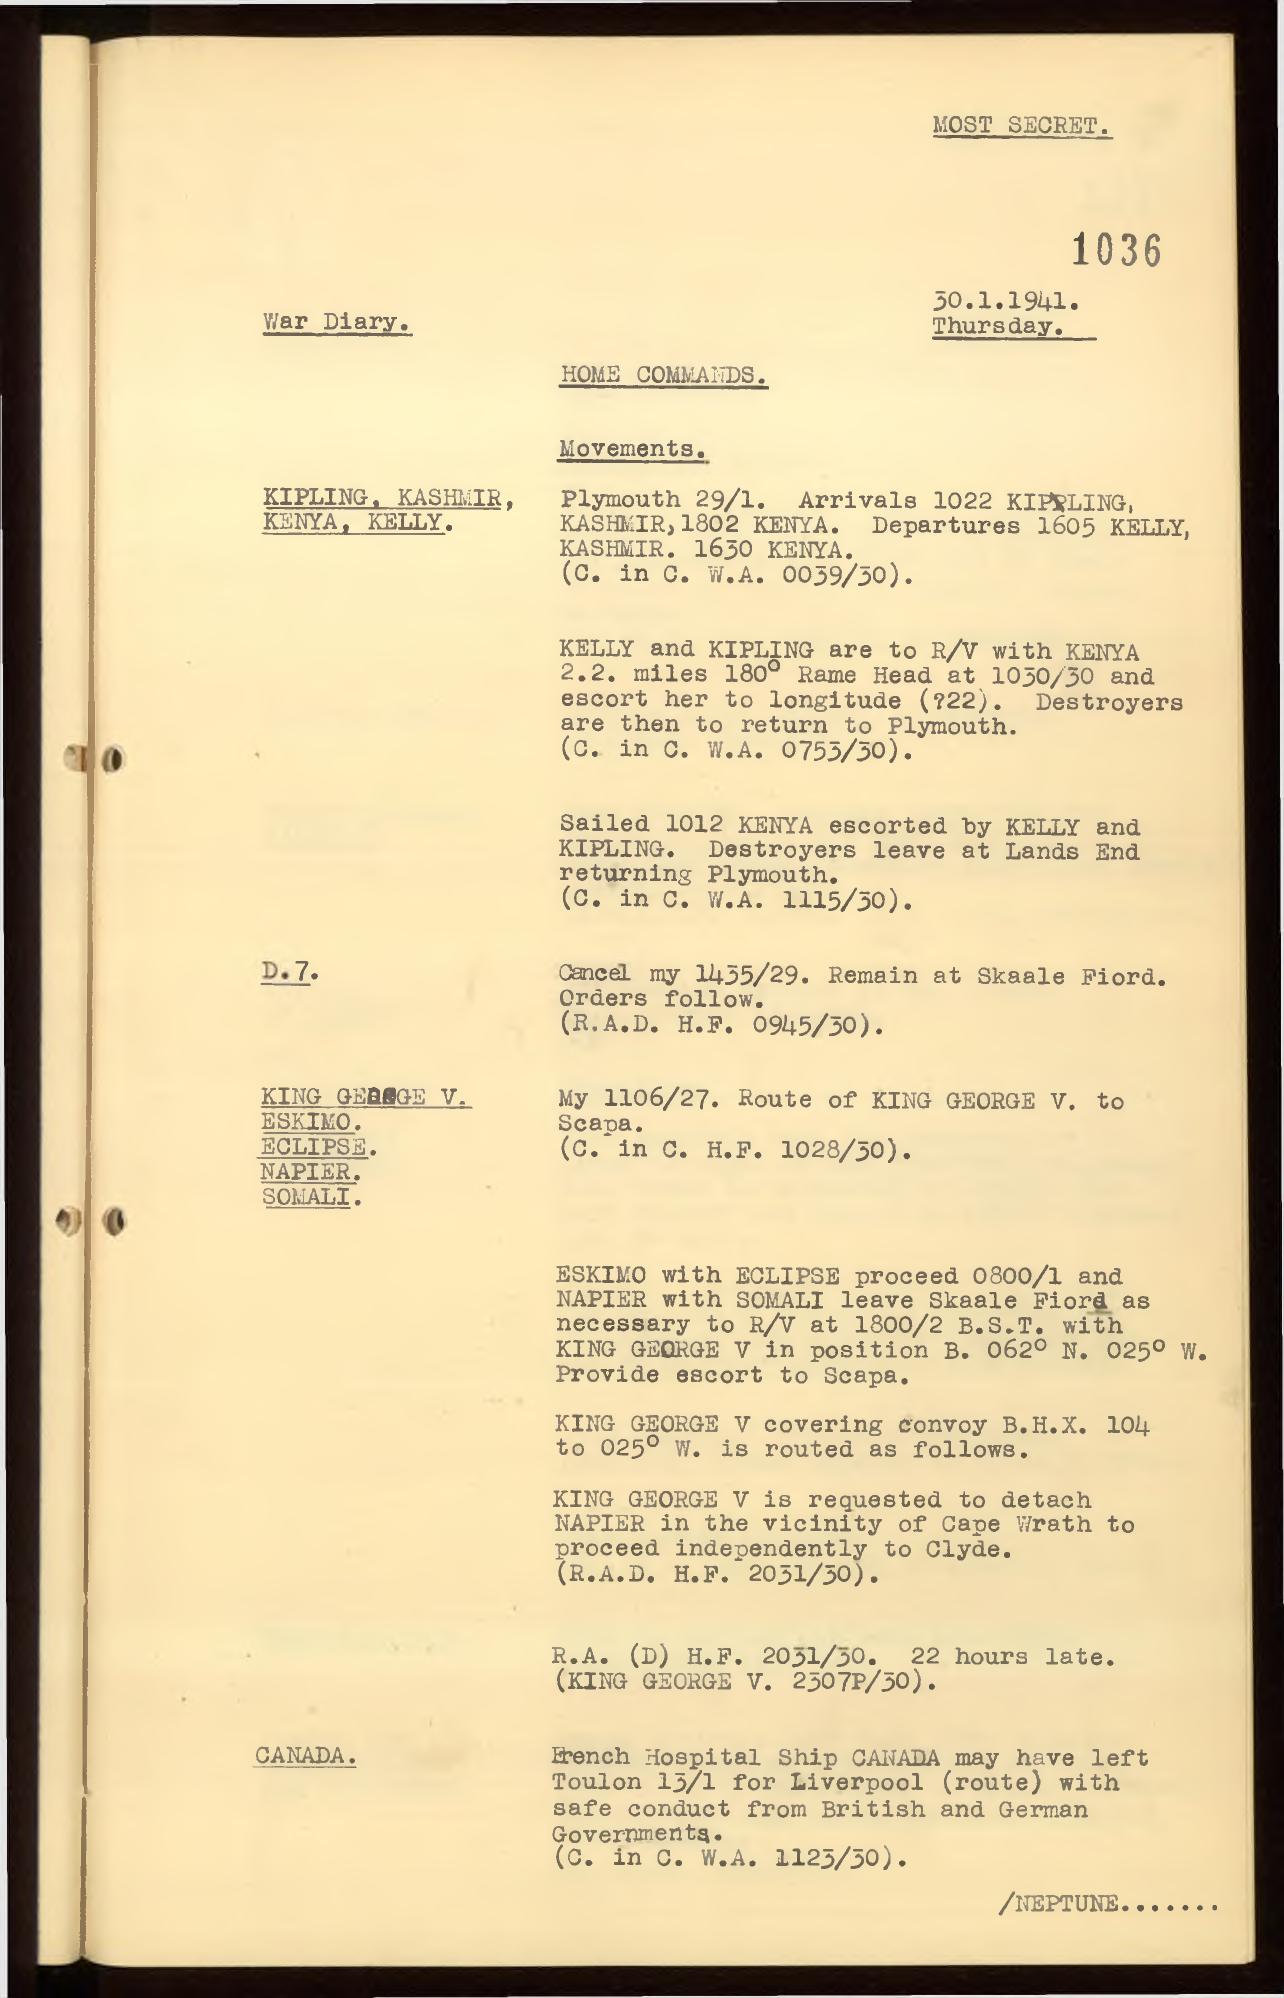 MOST SECRET.
1036
30.1.1941.
War Diary.
Thursday.
HOME COMMANDS.
Movements.
KIPLING, KASHMIR,
KENYA, KELLY.
Plymouth 29/1. Arrivals 1022 KIPPLING,
KASHMIR, 1802 KENYA. Departures 1605 KELLY,
KASHMIR. 1630 KENYA.
(C. in C. W.A. 0039/30).
KELLY and KIPLING are to R/V with KENYA
2.2. miles 180° Rame Head at 1030/30 and
escort her to longitude (?22). Destroyers
are then to return to Plymouth.
(C. in C. W.A. 0753/30).
Sailed 1012 KENYA escorted by KELLY and
KIPLING. Destroyers leave at Lands End
returning Plymouth.
(C. in C. W.A. 1115/30).
D.7.
Cancel my 1435/29. Remain at Skaale Fiord.
Orders follow.
(R.A.D. H.F. 0945/30).
KING GEORGE V.
ESKIMO.
ECLIPSE.
NAPIER.
SOMALI.
My 1106/27. Route of KING GEORGE V. to
Scapa.
(C. in C. H.F. 1028/30).
ESKIMO with ECLIPSE proceed 0800/1 and
NAPIER with SOMALI leave Skaale Fiord as
necessary to R/V at 1800/2 B.S.T. with
KING GEORGE V in position B. 062° N. 025° W.
Provide escort to Scapa.
KING GEORGE V covering convoy B.H.X. 104
to 025° W. is routed as follows.
KING GEORGE V is requested to detach
NAPIER in the vicinity of Cape Wrath to
proceed independently to Clyde.
(R.A.D. H.F. 2031/30).
R.A. (D) H.F. 2031/30. 22 hours late.
(KING GEORGE V. 2307P/30).
CANADA.
French Hospital Ship CANADA may have left
Toulon 13/1 for Liverpool (route) with
safe conduct from British and German
Governments.
(C. in C. W.A. 1123/30).
/NEPTUNE.......